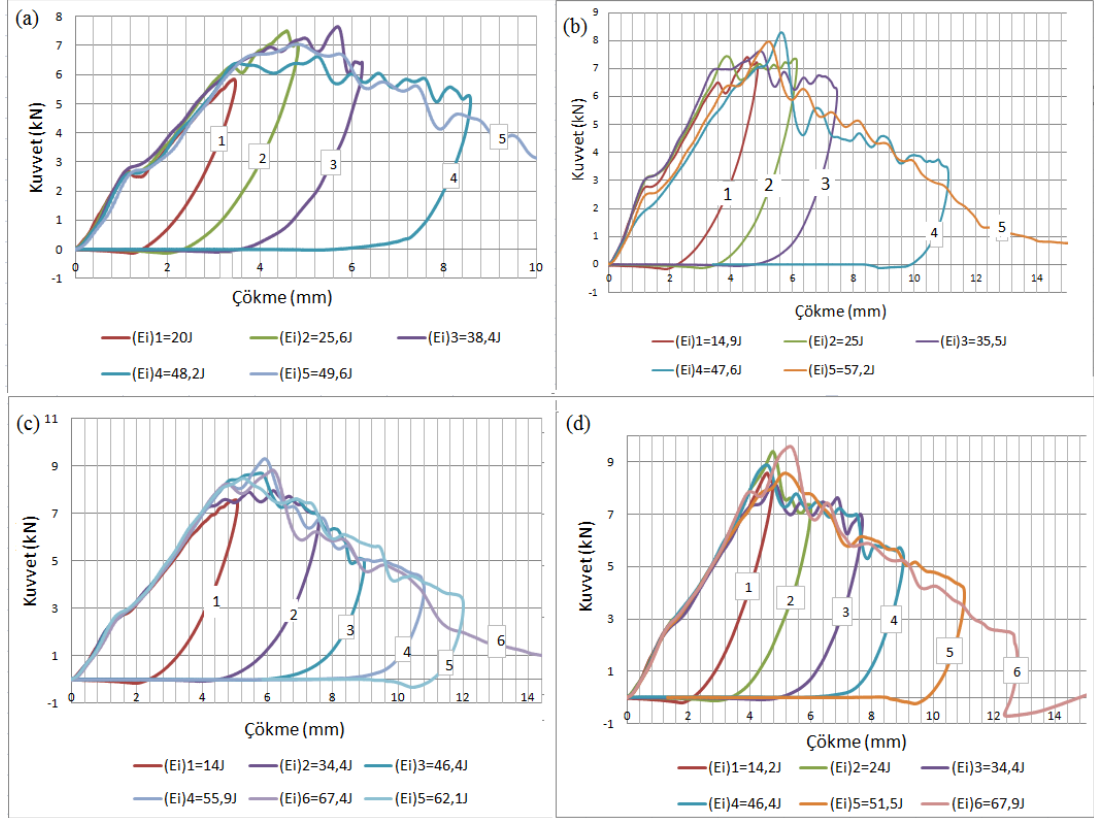 (a)
Kuvvet (kN)
9
8
7
6
5
4
3
2
1
0
-1
1
2
3
4
5
0 2 4 6 8 10
Çökme (mm)
(Ei)1=20J (Ei)2=25,6J (Ei)3=38,4J
(Ei)4=48,2J (Ei)5=49,6J
(b)
Kuvvet (kN)
9
8
7
6
5
4
3
2
1
0
-1
1
2
3
4
5
0 2 4 6 8 10 12 14
Çökme (mm)
(Ei)1=14,9J (Ei)2=25J (Ei)3=35,5J
(Ei)4=47,6J (Ei)5=57,2J
(c)
Kuvvet (kN)
11
9
7
5
3
1
-1
1
2
3
4
5
6
0 2 4 6 8 10 12 14
Çökme (mm)
(Ei)1=14J (Ei)2=34,4J (Ei)3=46,4J
(Ei)4=55,9J (Ei)6=67,4J (Ei)5=62,1J
(d)
Kuvvet (kN)
9
7
5
3
1
-1
1
2
3
4
5
6
0 2 4 6 8 10 12 14
Çökme (mm)
(Ei)1=14,2J (Ei)2=24J (Ei)3=34,4J
(Ei)4=46,4J (Ei)5=51,5J (Ei)6=67,9J